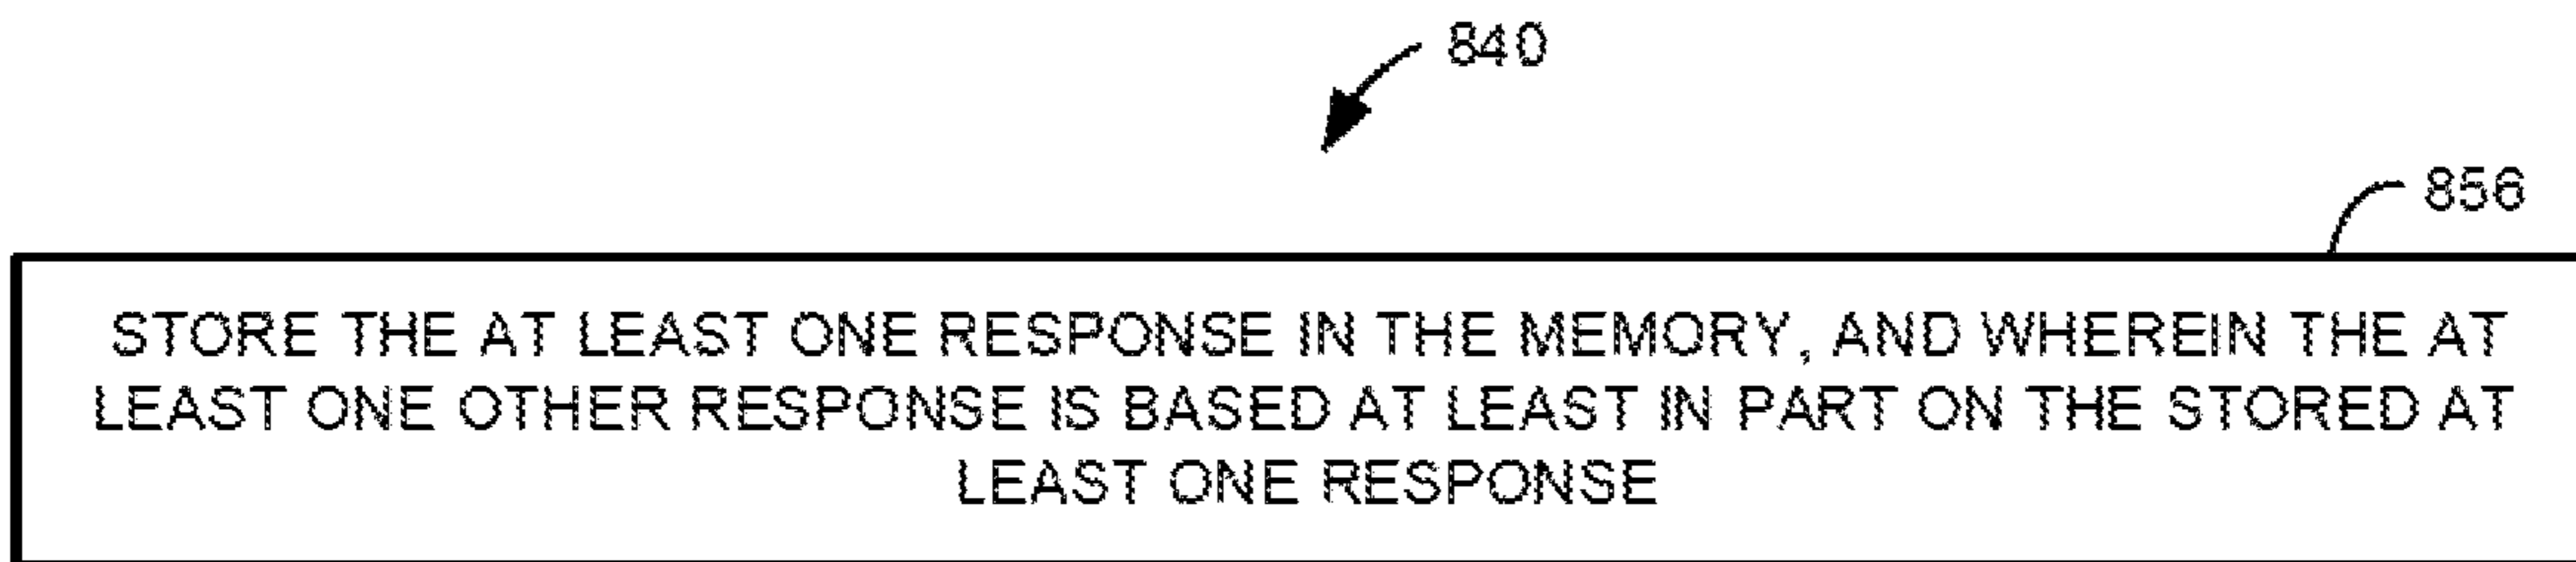 840
856
STORE THE AT LEAST ONE RESPONSE IN THE MEMORY, AND WHEREIN THE AT
LEAST ONE OTHER RESPONSE IS BASED AT LEAST IN PART ON THE STORED AT
LEAST ONE RESPONSE